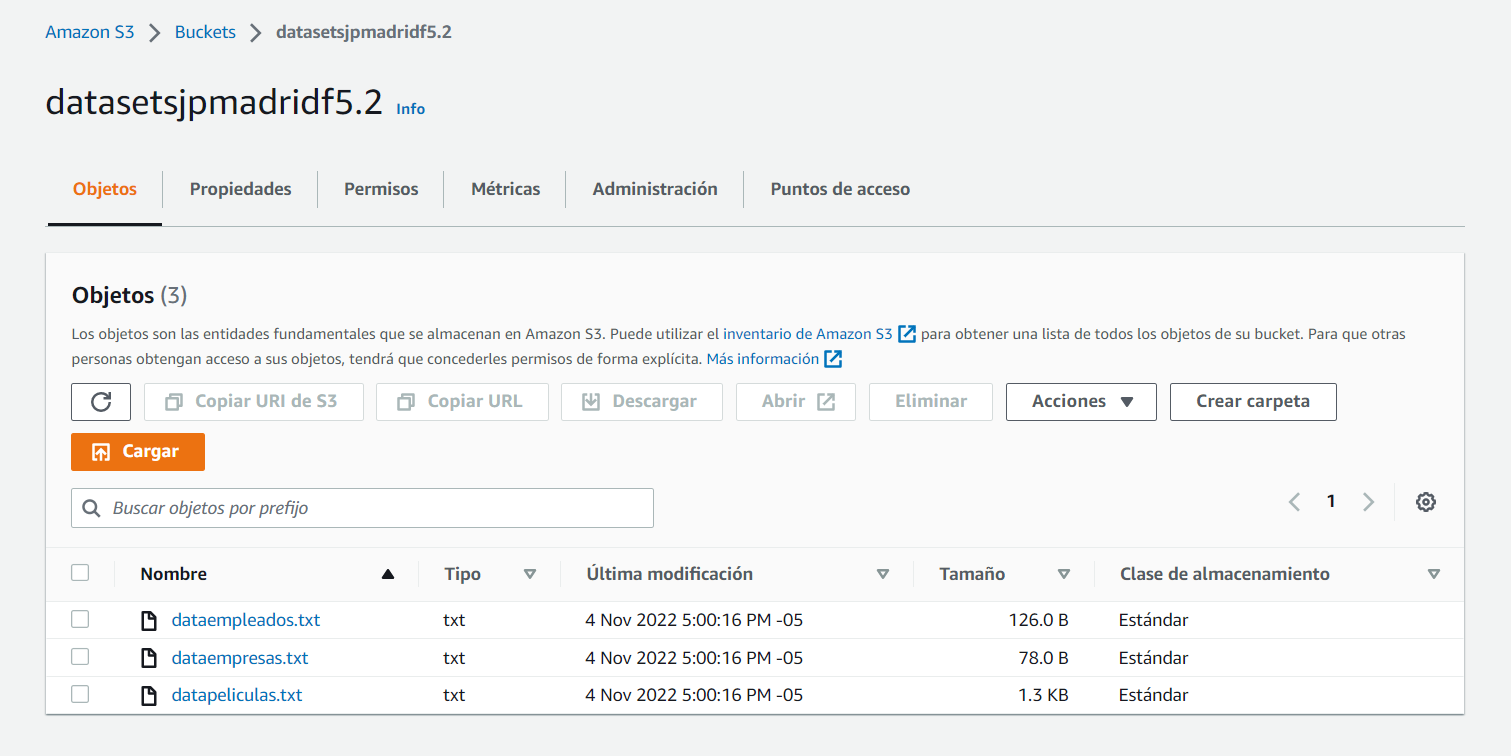 Amazon S3 > Buckets > datasetsjpmadridf5.2
datasetsjpmadridf5.2 Info
Objetos Propiedades Permisos Métricas Administración Puntos de acceso
Objetos (3)
Los objetos son las entidades fundamentales que se almacenan en Amazon S3. Puede utilizar el inventario de Amazon S3 para obtener una lista de todos los objetos de su bucket. Para que otras
personas obtengan acceso a sus objetos, tendrá que concederles permisos de forma explícita. Más información
Copiar URI de S3 Copiar URL Descargar Abrir Eliminar Acciones Crear carpeta
Cargar
Buscar objetos por prefijo 1
Nombre Tipo Última modificación Tamaño Clase de almacenamiento
dataempleados.txt txt 4 Nov 2022 5:00:16 PM -05 126.0 B Estándar
dataempresas.txt txt 4 Nov 2022 5:00:16 PM -05 78.0 B Estándar
datapeliculas.txt txt 4 Nov 2022 5:00:16 PM -05 1.3 KB Estándar